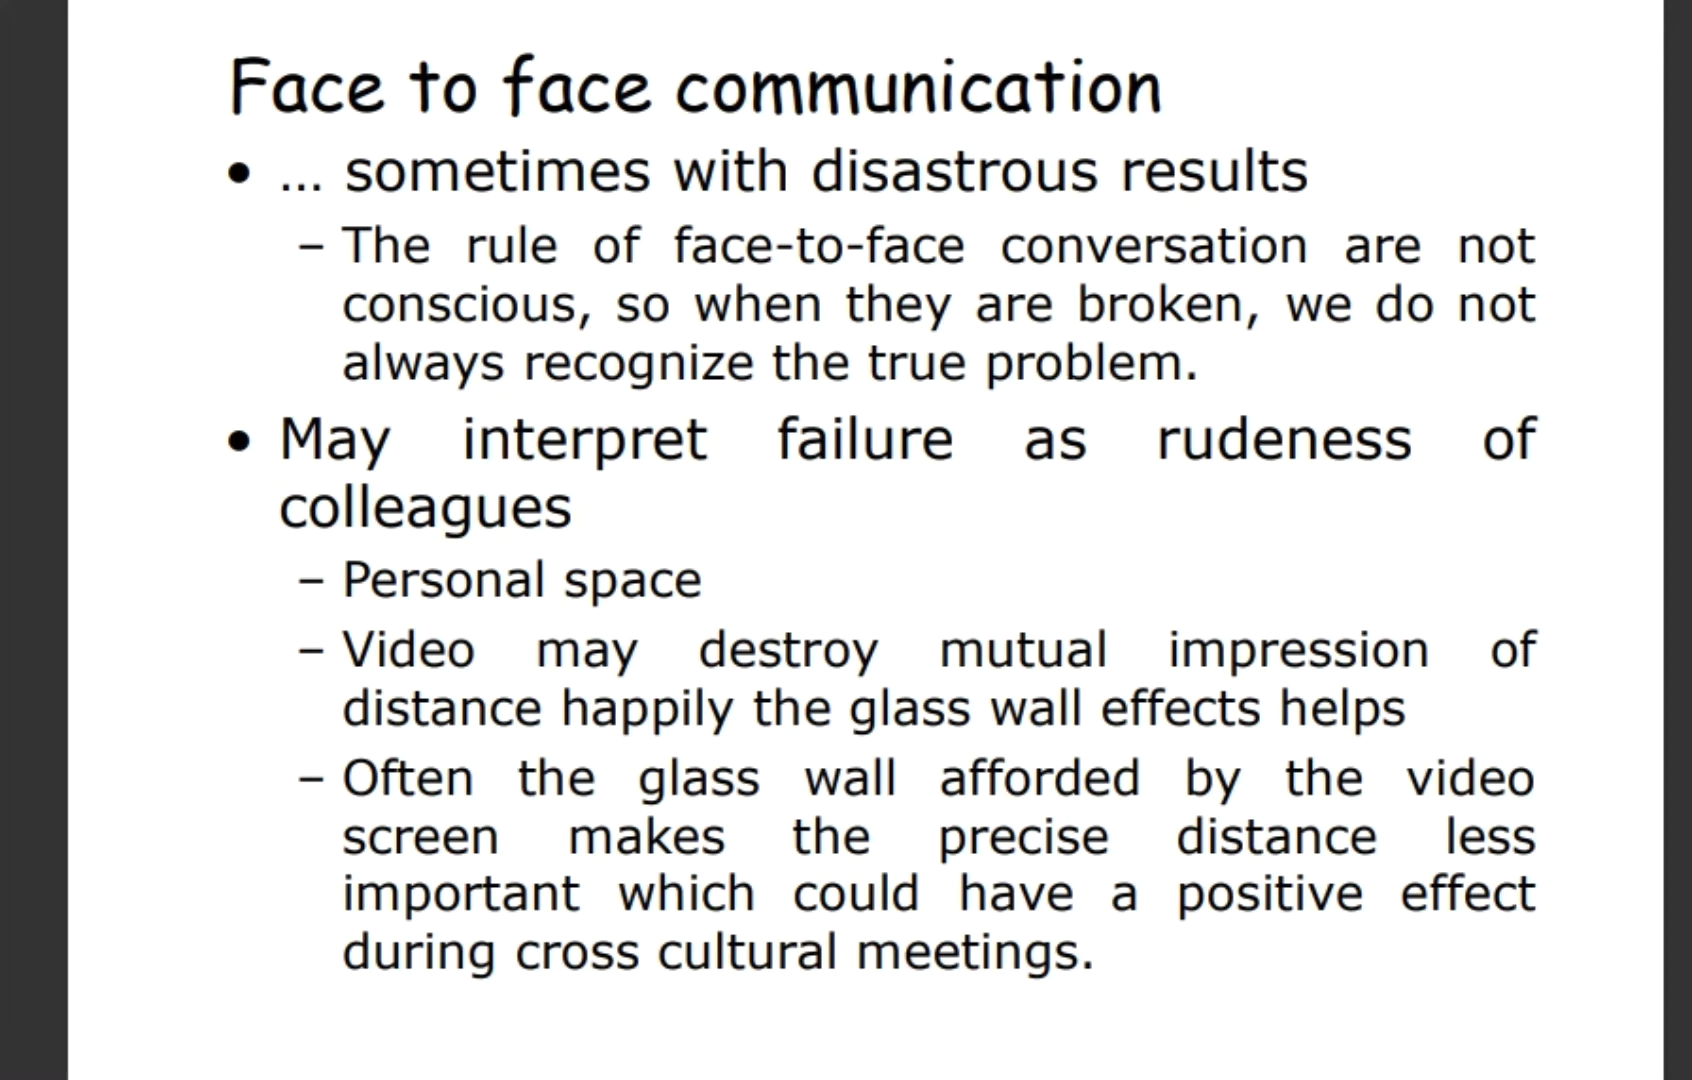 Face to face communication
• ... sometimes with disastrous results
– The rule of face-to-face conversation are not
conscious, so when they are broken, we do not
always recognize the true problem.
• May interpret failure as rudeness of
colleagues
– Personal space
– Video may destroy mutual impression of
distance happily the glass wall effects helps
– Often the glass wall afforded by the video
screen makes the precise distance less
important which could have a positive effect
during cross cultural meetings.